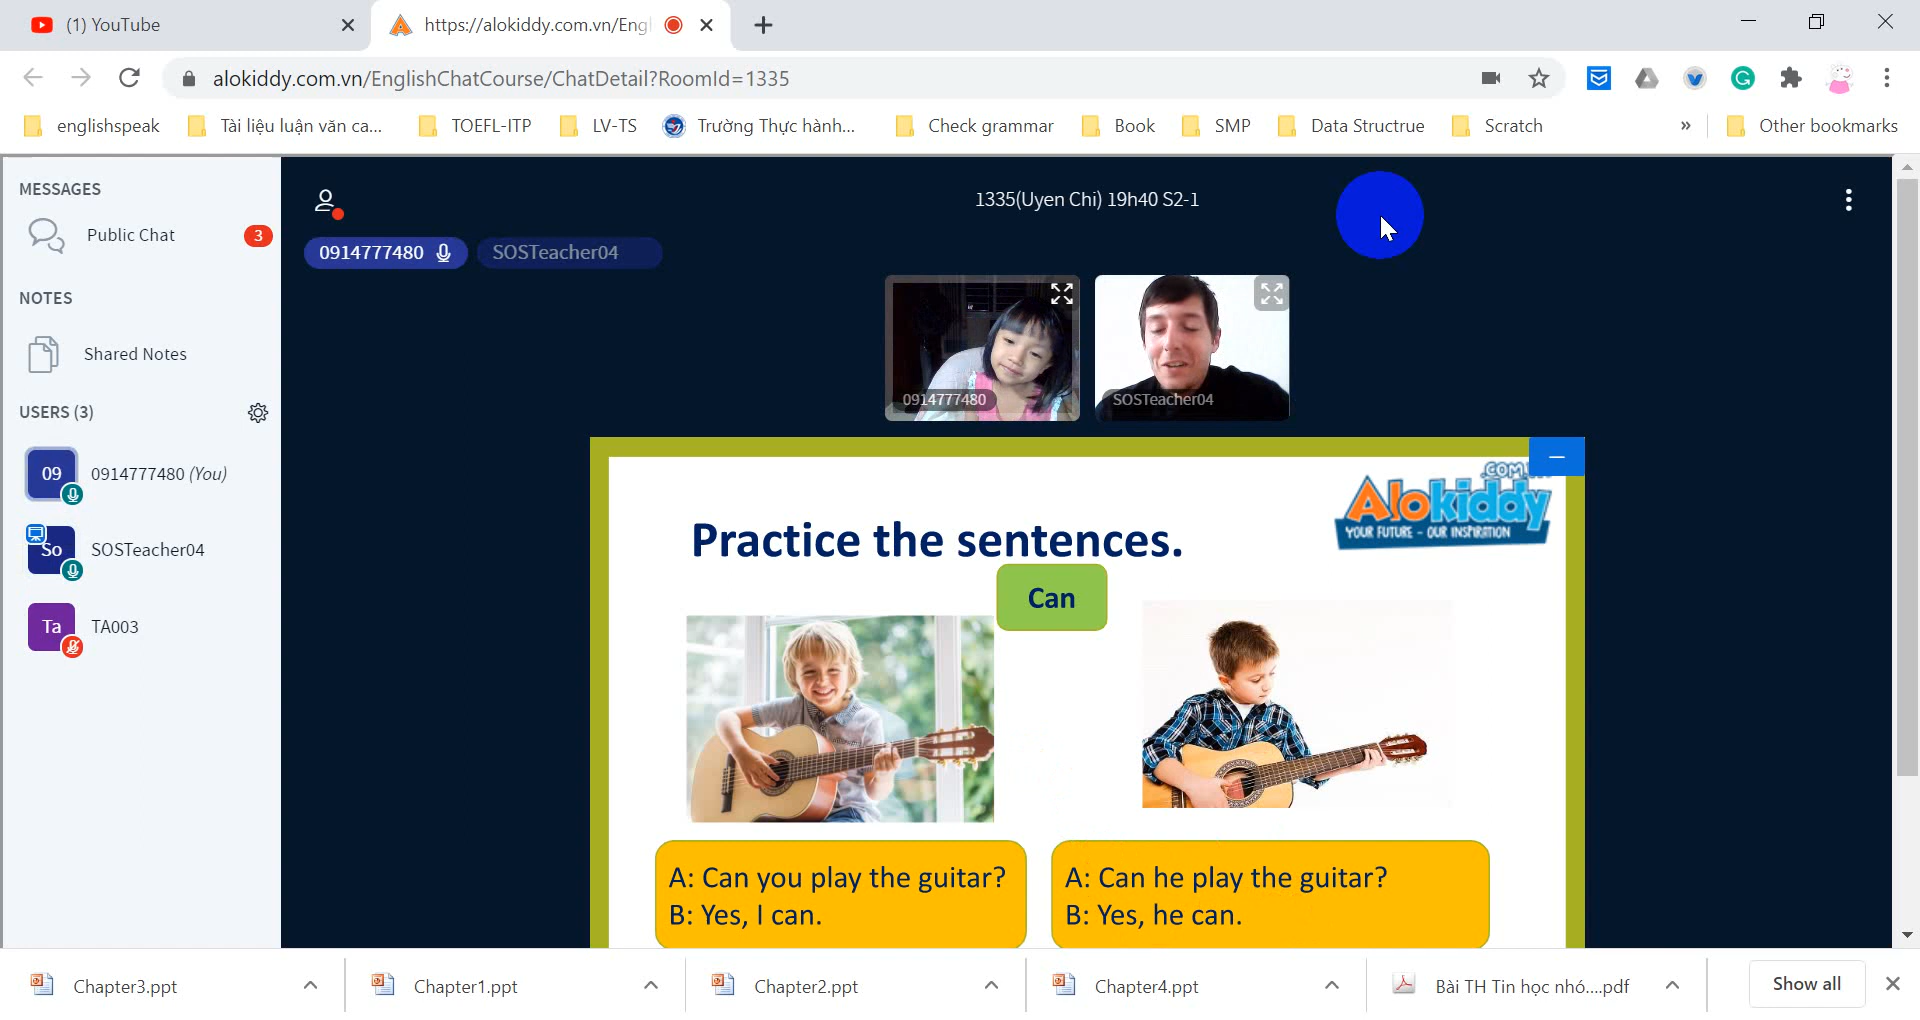 (1) YouTube
https://alokiddy.com.vn/Engl
alokiddy.com.vn/EnglishChatCourse/ChatDetail?RoomId=1335
englishspeak
Tài liệu luận văn ca...
TOEFL-ITP
LV-TS
Trường Thực hành...
Check grammar
Book
SMP
Data Structrue
Scratch
»
Other bookmarks
MESSAGES
Public Chat
3
NOTES
Shared Notes
USERS (3)
09
0914777480 (You)
So
SOSTeacher04
Ta
TA003
1335(Uyen Chi) 19h40 S2-1
0914777480
SOSTeacher04
0914777480
SOSTeacher04
Alokiddy
YOUR FUTURE - OUR INSPIRATION
Practice the sentences.
Can
A: Can you play the guitar?
B: Yes, I can.
A: Can he play the guitar?
B: Yes, he can.
Chapter3.ppt
Chapter1.ppt
Chapter2.ppt
Chapter4.ppt
Bài TH Tin học nhó....pdf
Show all